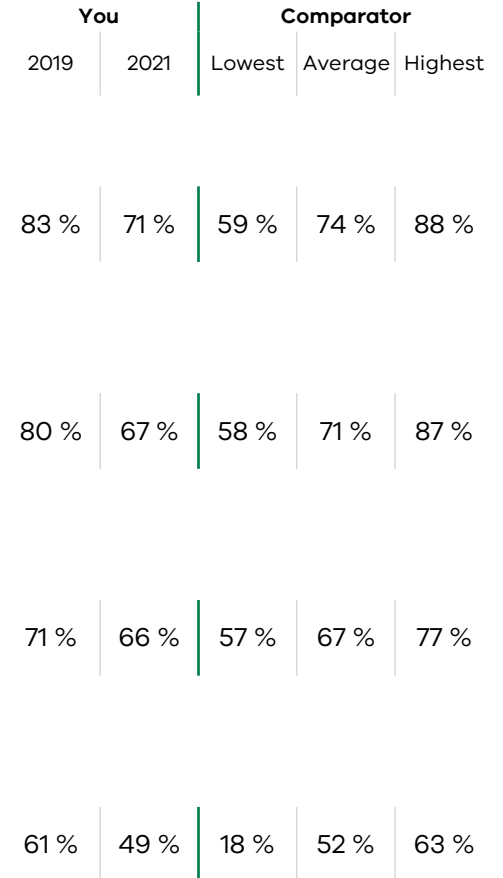 You Comparator
2019 2021 Lowest Average Highest
83 % 71 % 59 % 74 % 88 %
80 % 67 % 58 % 71 % 87 %
71 % 66 % 57 % 67 % 77 %
61 % 49 % 18 % 52 % 63 %